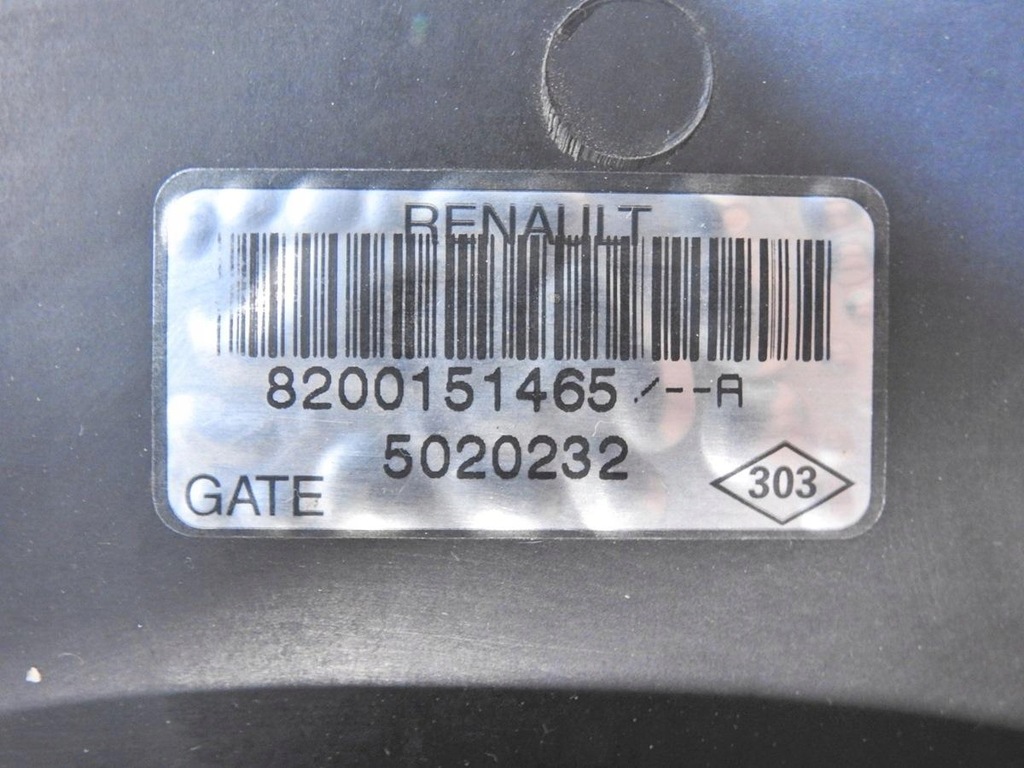 RENAULT
8200151465/--A
5020232
GATE
303